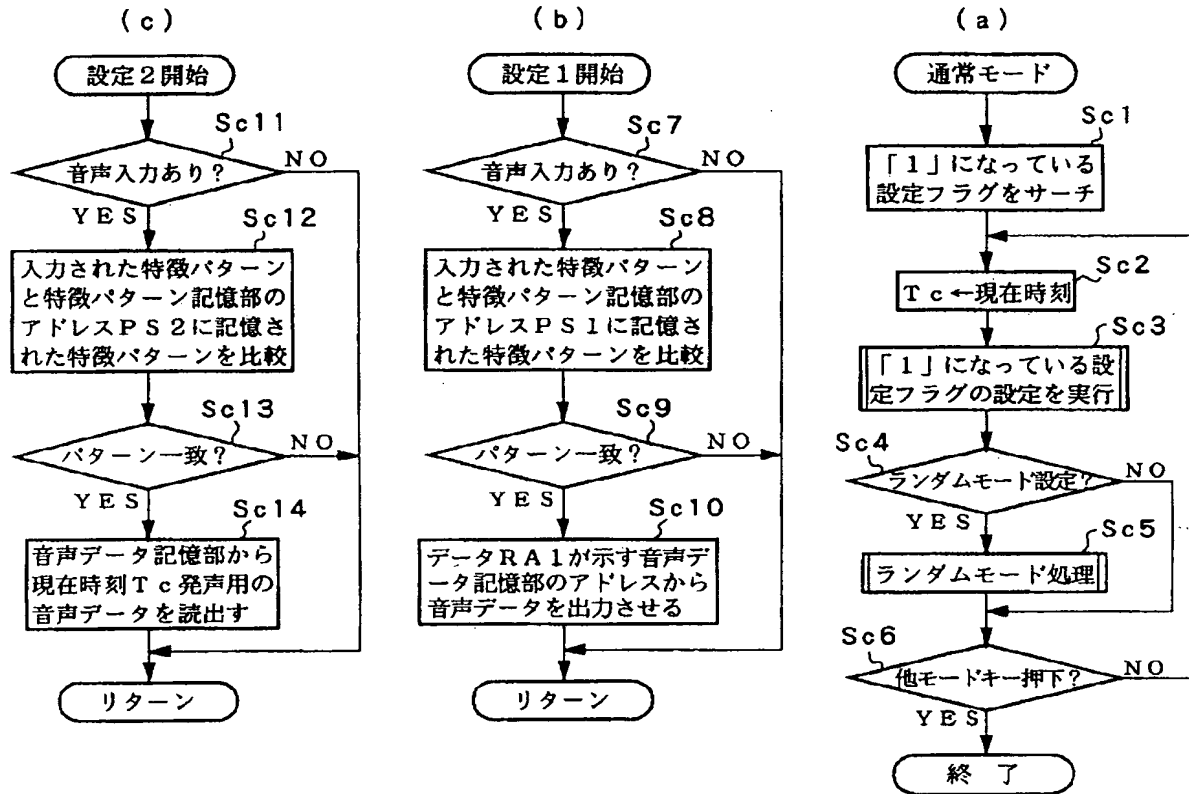 (c)
設定2開始
Sc11
音声入力あり?
NO
YES
Sc12
入力された特徴パターン
と特徴パターン記憶部の
アドレスPS2に記憶さ
れた特徴パターンを比較
Sc13
パターン一致?
NO
YES
Sc14
音声データ記憶部から
現在時刻Tc発声用の
音声データを読出す
リターン
(b)
設定1開始
Sc7
音声入力あり?
NO
YES
Sc8
入力された特徴パターン
と特徴パターン記憶部の
アドレスPS1に記憶さ
れた特徴パターンを比較
Sc9
パターン一致?
NO
YES
Sc10
データRA1が示す音声デ
ータ記憶部のアドレスから
音声データを出力させる
リターン
(a)
通常モード
Sc1
「1」になっている
設定フラグをサーチ
Sc2
Tc←現在時刻
Sc3
「1」になっている設
定フラグの設定を実行
Sc4
ランダムモード設定?
NO
YES
Sc5
ランダムモード処理
Sc6
他モードキー押下?
NO
YES
終 了